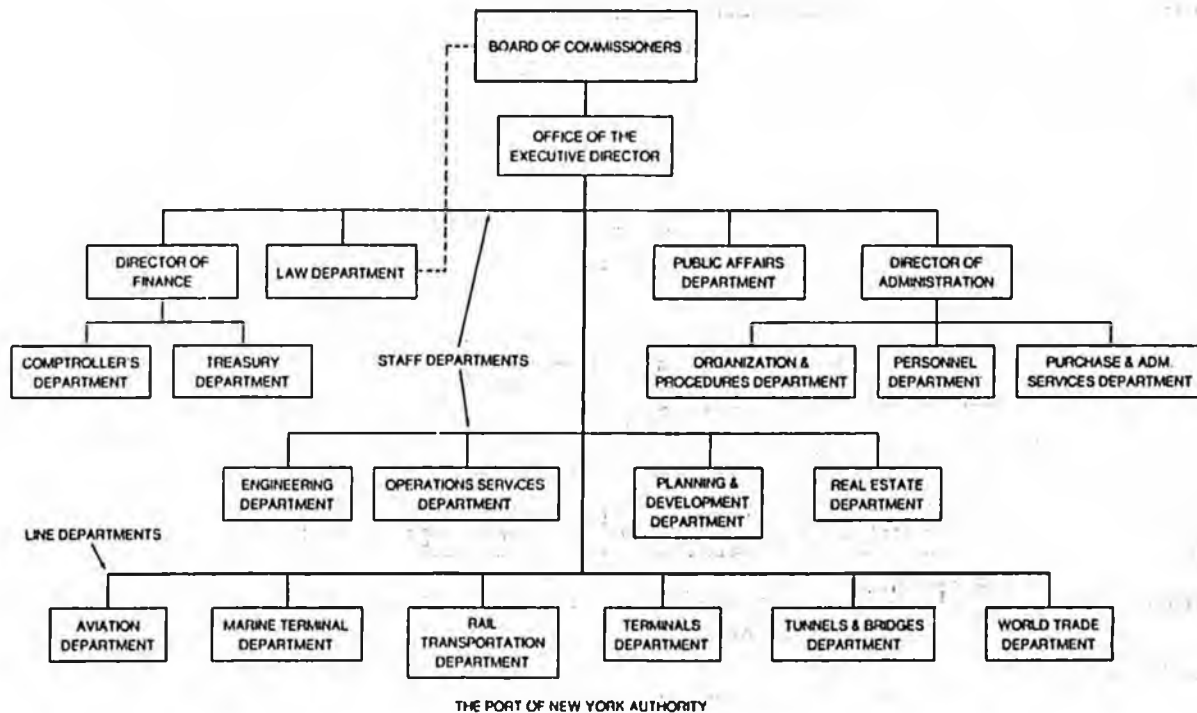 BOARD OF COMMISSIONERS
OFFICE OF THE
EXECUTIVE DIRECTOR
DIRECTOR OF
FINANCE
LAW DEPARTMENT
PUBLIC AFFAIRS
DEPARTMENT
DIRECTOR OF
ADMINISTRATION
COMPTROLLER'S
DEPARTMENT
TREASURY
DEPARTMENT
STAFF DEPARTMENTS
ORGANIZATION &
PROCEDURES DEPARTMENT
PERSONNEL
DEPARTMENT
PURCHASE & ADM.
SERVICES DEPARTMENT
ENGINEERING
DEPARTMENT
OPERATIONS SERVICES
DEPARTMENT
PLANNING &
DEVELOPMENT
DEPARTMENT
REAL ESTATE
DEPARTMENT
LINE DEPARTMENTS
AVIATION
DEPARTMENT
MARINE TERMINAL
DEPARTMENT
RAIL
TRANSPORTATION
DEPARTMENT
TERMINALS
DEPARTMENT
TUNNELS & BRIDGES
DEPARTMENT
WORLD TRADE
DEPARTMENT
THE PORT OF NEW YORK AUTHORITY